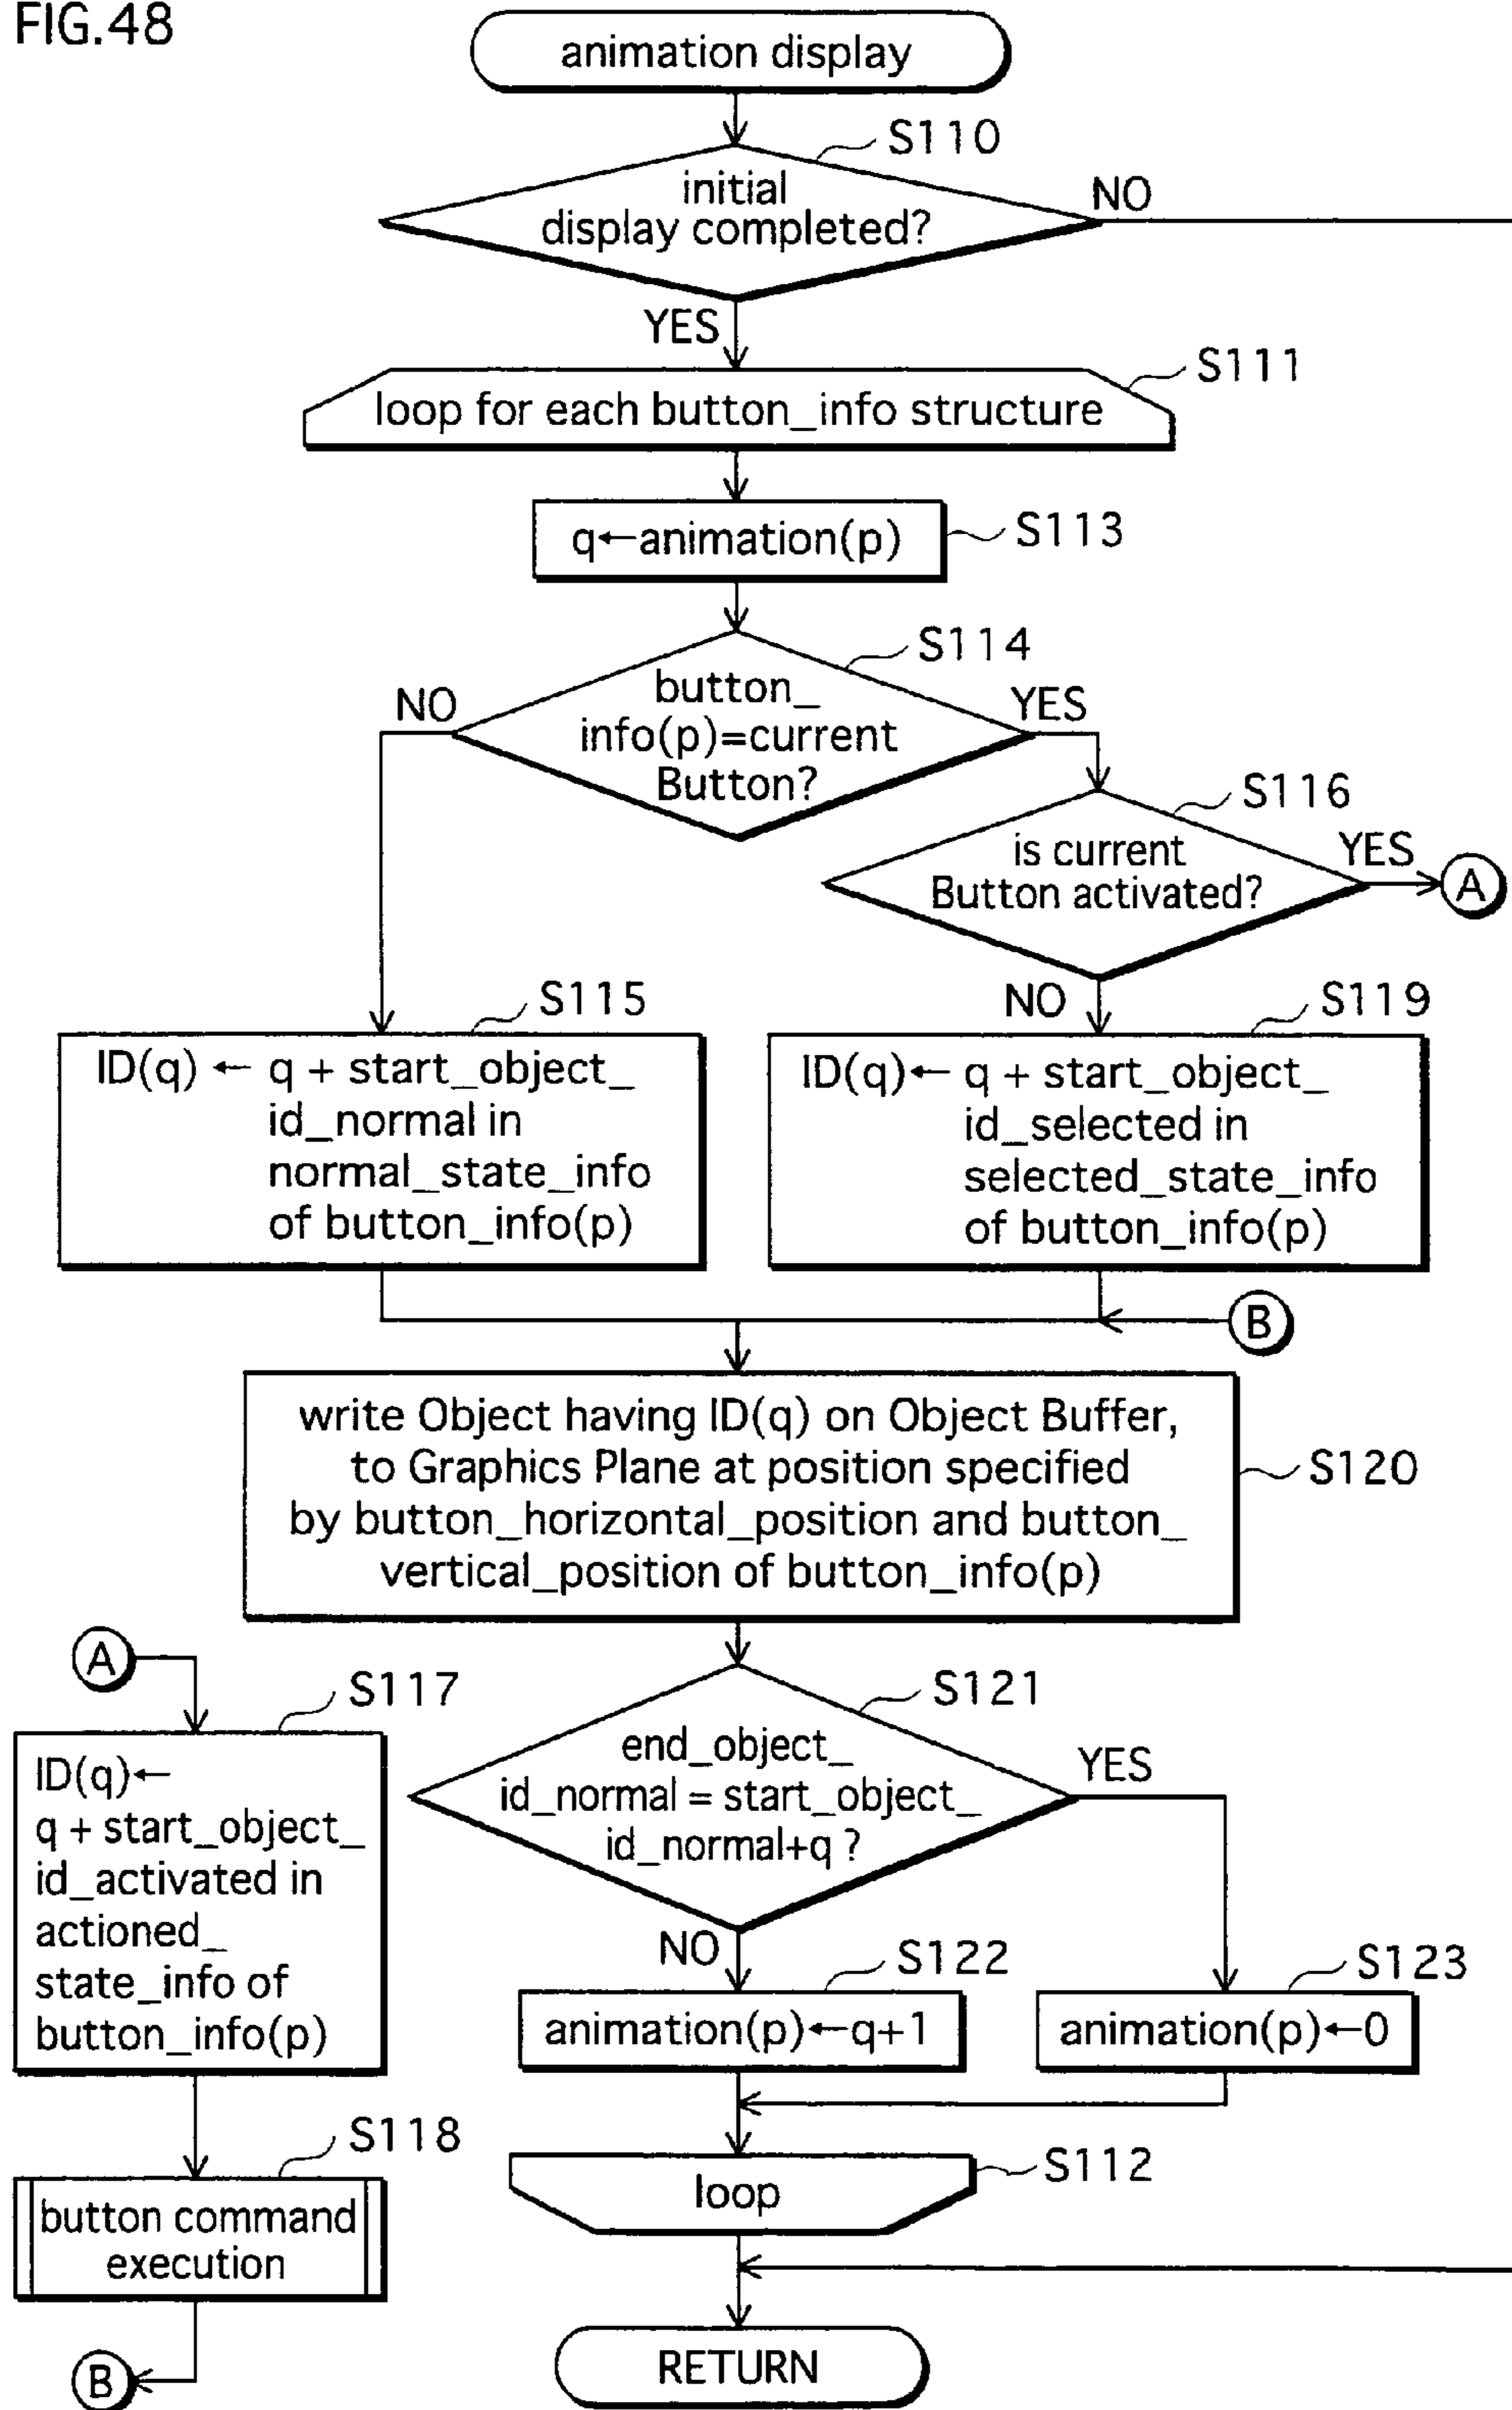 FIG.48
animation display
S110
initial
display completed?
NO
YES
S111
loop for each button_info structure
q←animation(p)
S113
S114
button_
info(p)=current
Button?
NO
YES
S116
is current
Button activated?
YES
A
NO
S115
ID(q) ← q + start_object_
id_normal in
normal_state_info
of button_info(p)
S119
ID(q)← q + start_object_
id_selected in
selected_state_info
of button_info(p)
B
write Object having ID(q) on Object Buffer,
to Graphics Plane at position specified
by button_horizontal_position and button_
vertical_position of button_info(p)
S120
A
S117
ID(q)←
q + start_object_
id_activated in
actioned_
state_info of
button_info(p)
S118
button command
execution
B
S121
end_object_
id_normal = start_object_
id_normal+q ?
YES
NO
S122
animation(p)←q+1
S123
animation(p)←0
S112
loop
RETURN